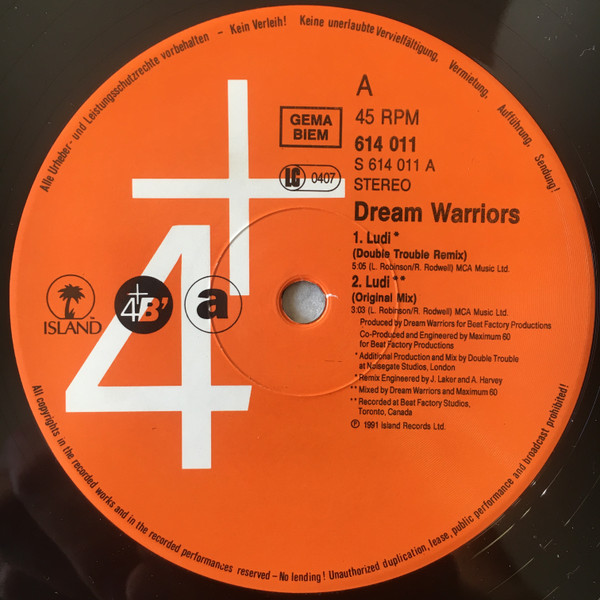 Alle Urheber- und Leistungsschutzrechte vorbehalten – Kein Verleih! Keine unerlaubte Vervielfältigung, Vermietung, Aufführung, Sendung!
A
GEMA
BIEM
45 RPM
614 011
S 614 011 A
LC 0407
STEREO
Dream Warriors
1. Ludi *
(Double Trouble Remix)
5:05 (L. Robinson/R. Rodwell) MCA Music Ltd.
2. Ludi **
(Original Mix)
3:03 (L. Robinson/R. Rodwell) MCA Music Ltd.
Produced by Dream Warriors for Beat Factory Productions
Co-Produced and Engineered by Maximum 60
for Beat Factory Productions
* Additional Production and Mix by Double Trouble
at Noisegate Studios, London
* Remix Engineered by J. Lakor and A. Harvey
** Mixed by Dream Warriors and Maximum 60
** Recorded at Beat Factory Studios,
Toronto, Canada
℗ 1991 Island Records Ltd.
ISLAND™
4+B'
a
4+
All copyrights in the recorded works and in the recorded performances reserved – No lending! Unauthorized duplication, lease, public performance and broadcast prohibited!